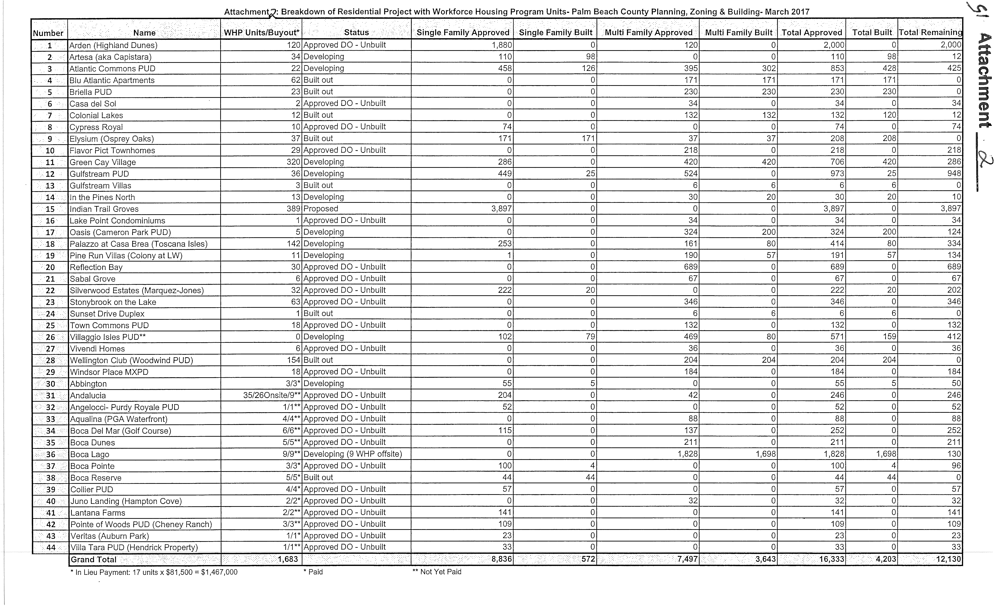 Attachment 2: Breakdown of Residential Project with Workforce Housing Program Units- Palm Beach County Planning, Zoning & Building- March 2017
Number Name WHP Units/Buyout* Status Single Family Approved Single Family Built Multi Family Approved Multi Family Built Total Approved Total Built Total Remaining
1 Arden (Highland Dunes) 120 Approved DO - Unbuilt 1,880 0 120 0 2,000 0 2,000
2 Artesa (aka Capistara) 34 Developing 110 98 0 0 110 98 12
3 Atlantic Commons PUD 22 Developing 458 126 395 302 853 428 425
4 Blu Atlantic Apartments 62 Built out 0 0 171 171 171 171 0
5 Briella PUD 23 Built out 0 0 230 230 230 230 0
6 Casa del Sol 2 Approved DO - Unbuilt 0 0 34 0 34 0 34
7 Colonial Lakes 12 Built out 0 0 132 132 132 120 12
8 Cypress Royal 10 Approved DO - Unbuilt 74 0 0 0 74 0 74
9 Elysium (Osprey Oaks) 37 Built out 171 171 37 37 208 208 0
10 Flavor Pict Townhomes 29 Approved DO - Unbuilt 0 0 218 0 218 0 218
11 Green Cay Village 320 Developing 286 0 420 420 706 420 286
12 Gulfstream PUD 36 Developing 449 25 524 0 973 25 948
13 Gulfstream Villas 3 Built out 0 0 6 6 6 6 0
14 In the Pines North 13 Developing 0 0 30 20 30 20 10
15 Indian Trail Groves 389 Proposed 3,897 0 0 0 3,897 0 3,897
16 Lake Point Condominiums 1 Approved DO - Unbuilt 0 0 34 0 34 0 34
17 Oasis (Cameron Park PUD) 5 Developing 0 0 324 200 324 200 124
18 Palazzo at Casa Brea (Toscana Isles) 142 Developing 253 0 161 80 414 80 334
19 Pine Run Villas (Colony at LW) 11 Developing 1 0 190 57 191 57 134
20 Reflection Bay 30 Approved DO - Unbuilt 0 0 689 0 689 0 689
21 Sabal Grove 6 Approved DO - Unbuilt 0 0 67 0 67 0 67
22 Silverwood Estates (Marquez-Jones) 32 Approved DO - Unbuilt 222 20 0 0 222 20 202
23 Stonybrook on the Lake 63 Approved DO - Unbuilt 0 0 346 0 346 0 346
24 Sunset Drive Duplex 1 Built out 0 0 6 6 6 6 0
25 Town Commons PUD 18 Approved DO - Unbuilt 0 0 132 0 132 0 132
26 Villaggio Isles PUD** 0 Developing 102 79 469 80 571 159 412
27 Vivendi Homes 6 Approved DO - Unbuilt 0 0 36 0 36 0 36
28 Wellington Club (Woodwind PUD) 154 Built out 0 0 204 204 204 204 0
29 Windsor Place MXPD 18 Approved DO - Unbuilt 0 0 184 0 184 0 184
30 Abbington 3/3* Developing 55 5 0 0 55 5 50
31 Andalucia 35/26Onsite/9** Approved DO - Unbuilt 204 0 42 0 246 0 246
32 Angelocci- Purdy Royale PUD 1/1** Approved DO - Unbuilt 52 0 0 0 52 0 52
33 Aqualina (PGA Waterfront) 4/4** Approved DO - Unbuilt 0 0 88 0 88 0 88
34 Boca Del Mar (Golf Course) 6/6** Approved DO - Unbuilt 115 0 137 0 252 0 252
35 Boca Dunes 5/5** Approved DO - Unbuilt 0 0 211 0 211 0 211
36 Boca Lago 9/9** Developing (9 WHP offsite) 0 0 1,828 1,698 1,828 1,698 130
37 Boca Pointe 3/3* Approved DO - Unbuilt 100 4 0 0 100 4 96
38 Boca Reserve 5/5* Built out 44 44 0 0 44 44 0
39 Collier PUD 4/4* Approved DO - Unbuilt 57 0 0 0 57 0 57
40 Juno Landing (Hampton Cove) 2/2* Approved DO - Unbuilt 0 0 32 0 32 0 32
41 Lantana Farms 2/2** Approved DO - Unbuilt 141 0 0 0 141 0 141
42 Pointe of Woods PUD (Cheney Ranch) 3/3** Approved DO - Unbuilt 109 0 0 0 109 0 109
43 Veritas (Auburn Park) 1/1* Approved DO - Unbuilt 23 0 0 0 23 0 23
44 Villa Tara PUD (Hendrick Property) 1/1** Approved DO - Unbuilt 33 0 0 0 33 0 33
Grand Total 1,683 8,836 572 7,497 3,643 16,333 4,203 12,130
* In Lieu Payment: 17 units x $81,500 = $1,467,000 * Paid ** Not Yet Paid
Attachment 2